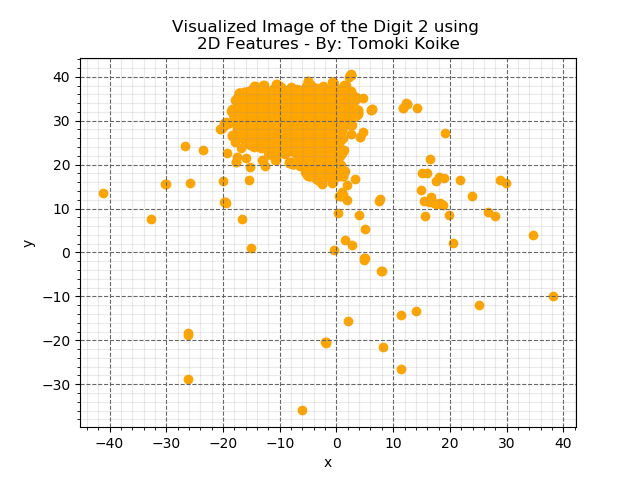 Visualized Image of the Digit 2 using
2D Features - By: Tomoki Koike
y
40
30
20
10
0
−10
−20
−30
−40 −30 −20 −10 0 10 20 30 40
x